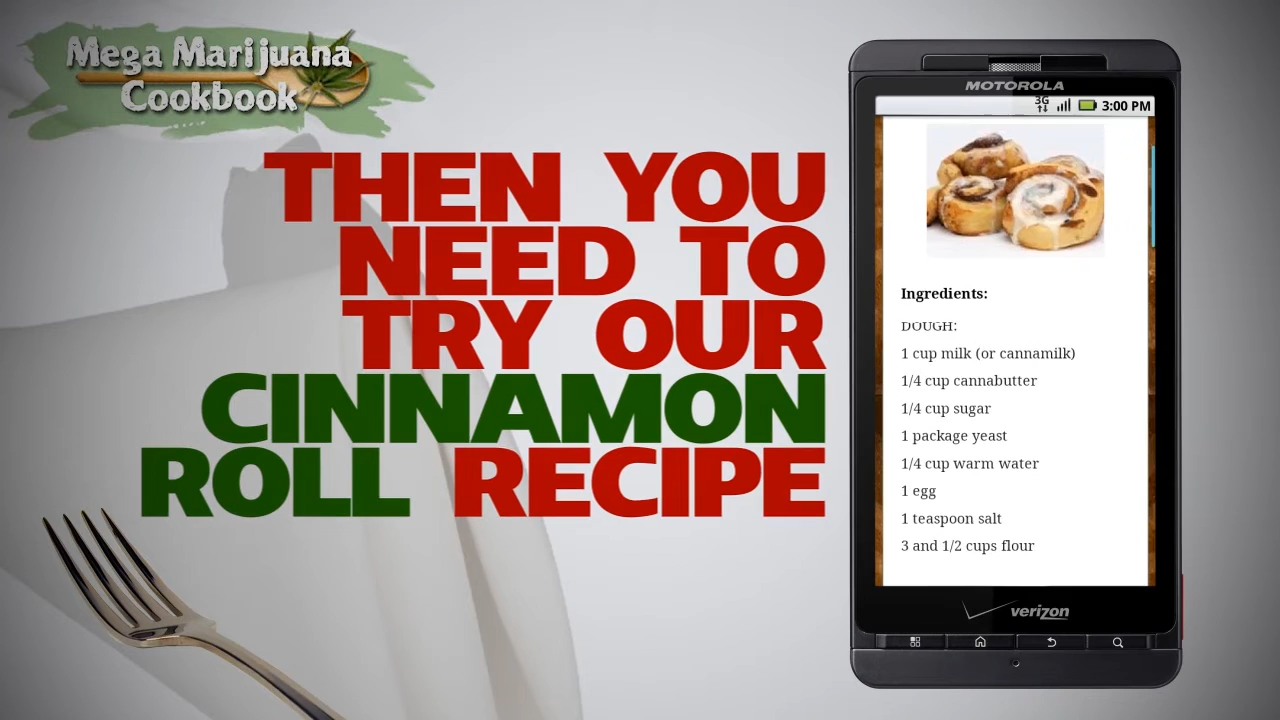 Mega Marijuana
Cookbook
THEN YOU
NEED TO
TRY OUR
CINNAMON
ROLL RECIPE
MOTOROLA
3G 3:00 PM
Ingredients:
DOUGH:
1 cup milk (or cannamilk)
1/4 cup cannabutter
1/4 cup sugar
1 package yeast
1/4 cup warm water
1 egg
1 teaspoon salt
3 and 1/2 cups flour
verizon